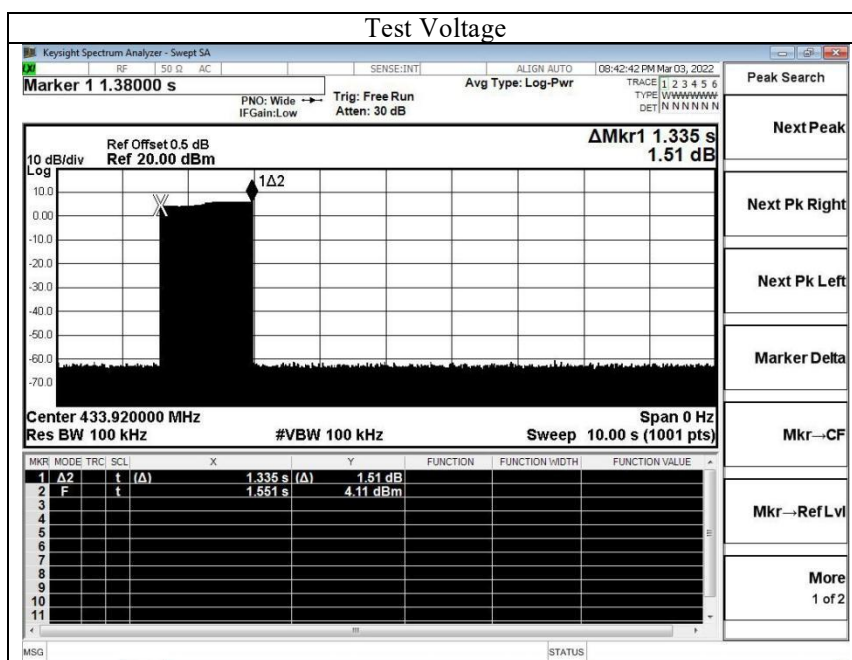 Test Voltage
Keysight Spectrum Analyzer - Swept SA
LXI RF 50 Ω AC SENSE:INT ALIGN AUTO 08:42:42 PM Mar 03, 2022
Marker 1 1.38000 s
PNO: Wide
IFGain:Low
Trig: Free Run
Atten: 30 dB
Avg Type: Log-Pwr
TRACE 1 2 3 4 5 6
TYPE WWWWWW
DET N N N N N N
Peak Search
Next Peak
Next Pk Right
Next Pk Left
Marker Delta
Mkr→CF
Mkr→Ref Lvl
More
1 of 2
ΔMkr1 1.335 s
1.51 dB
Ref Offset 0.5 dB
10 dB/div Ref 20.00 dBm
Log
10.0
0.00
-10.0
-20.0
-30.0
-40.0
-50.0
-60.0
-70.0
X
1Δ2
Center 433.920000 MHz Span 0 Hz
Res BW 100 kHz #VBW 100 kHz Sweep 10.00 s (1001 pts)
MKR MODE TRC SCL X Y FUNCTION FUNCTION WIDTH FUNCTION VALUE
1 Δ2 t (Δ) 1.335 s (Δ) 1.51 dB
2 F t 1.551 s 4.11 dBm
3
4
5
6
7
8
9
10
11
MSG STATUS